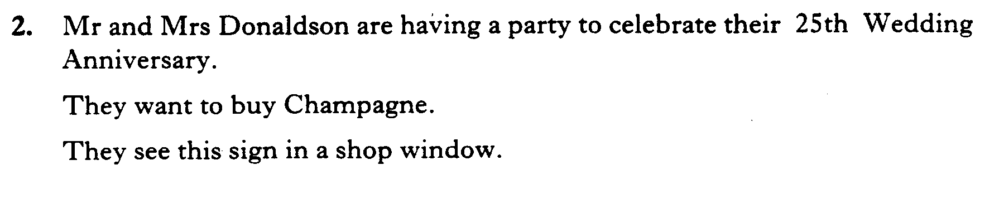 2. Mr and Mrs Donaldson are having a party to celebrate their 25th Wedding
Anniversary.
They want to buy Champagne.
They see this sign in a shop window.